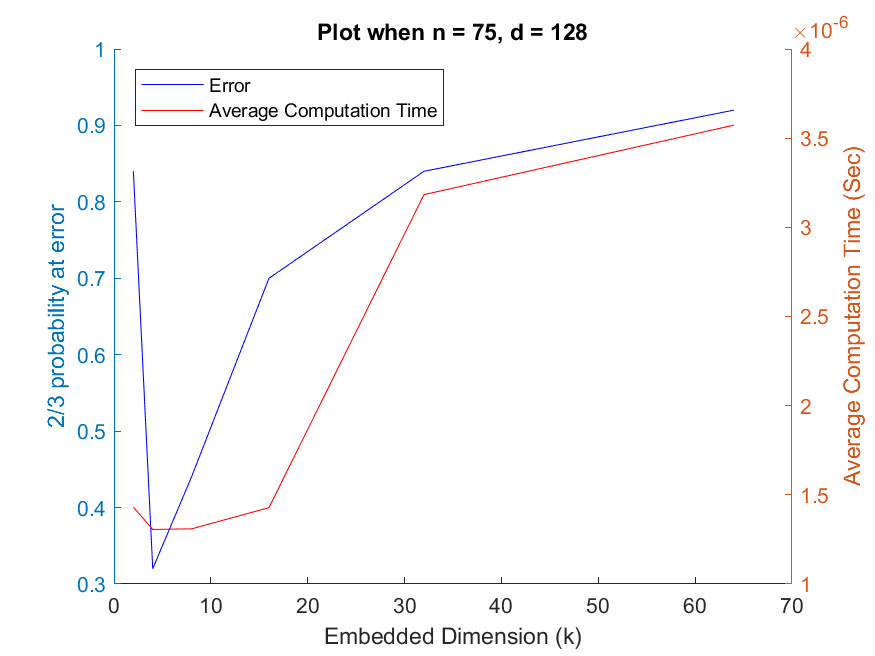 Plot when n = 75, d = 128
×10^-6
Error
Average Computation Time
2/3 probability at error
1
0.9
0.8
0.7
0.6
0.5
0.4
0.3
4
3.5
3
2.5
2
1.5
1
Average Computation Time (Sec)
0 10 20 30 40 50 60 70
Embedded Dimension (k)